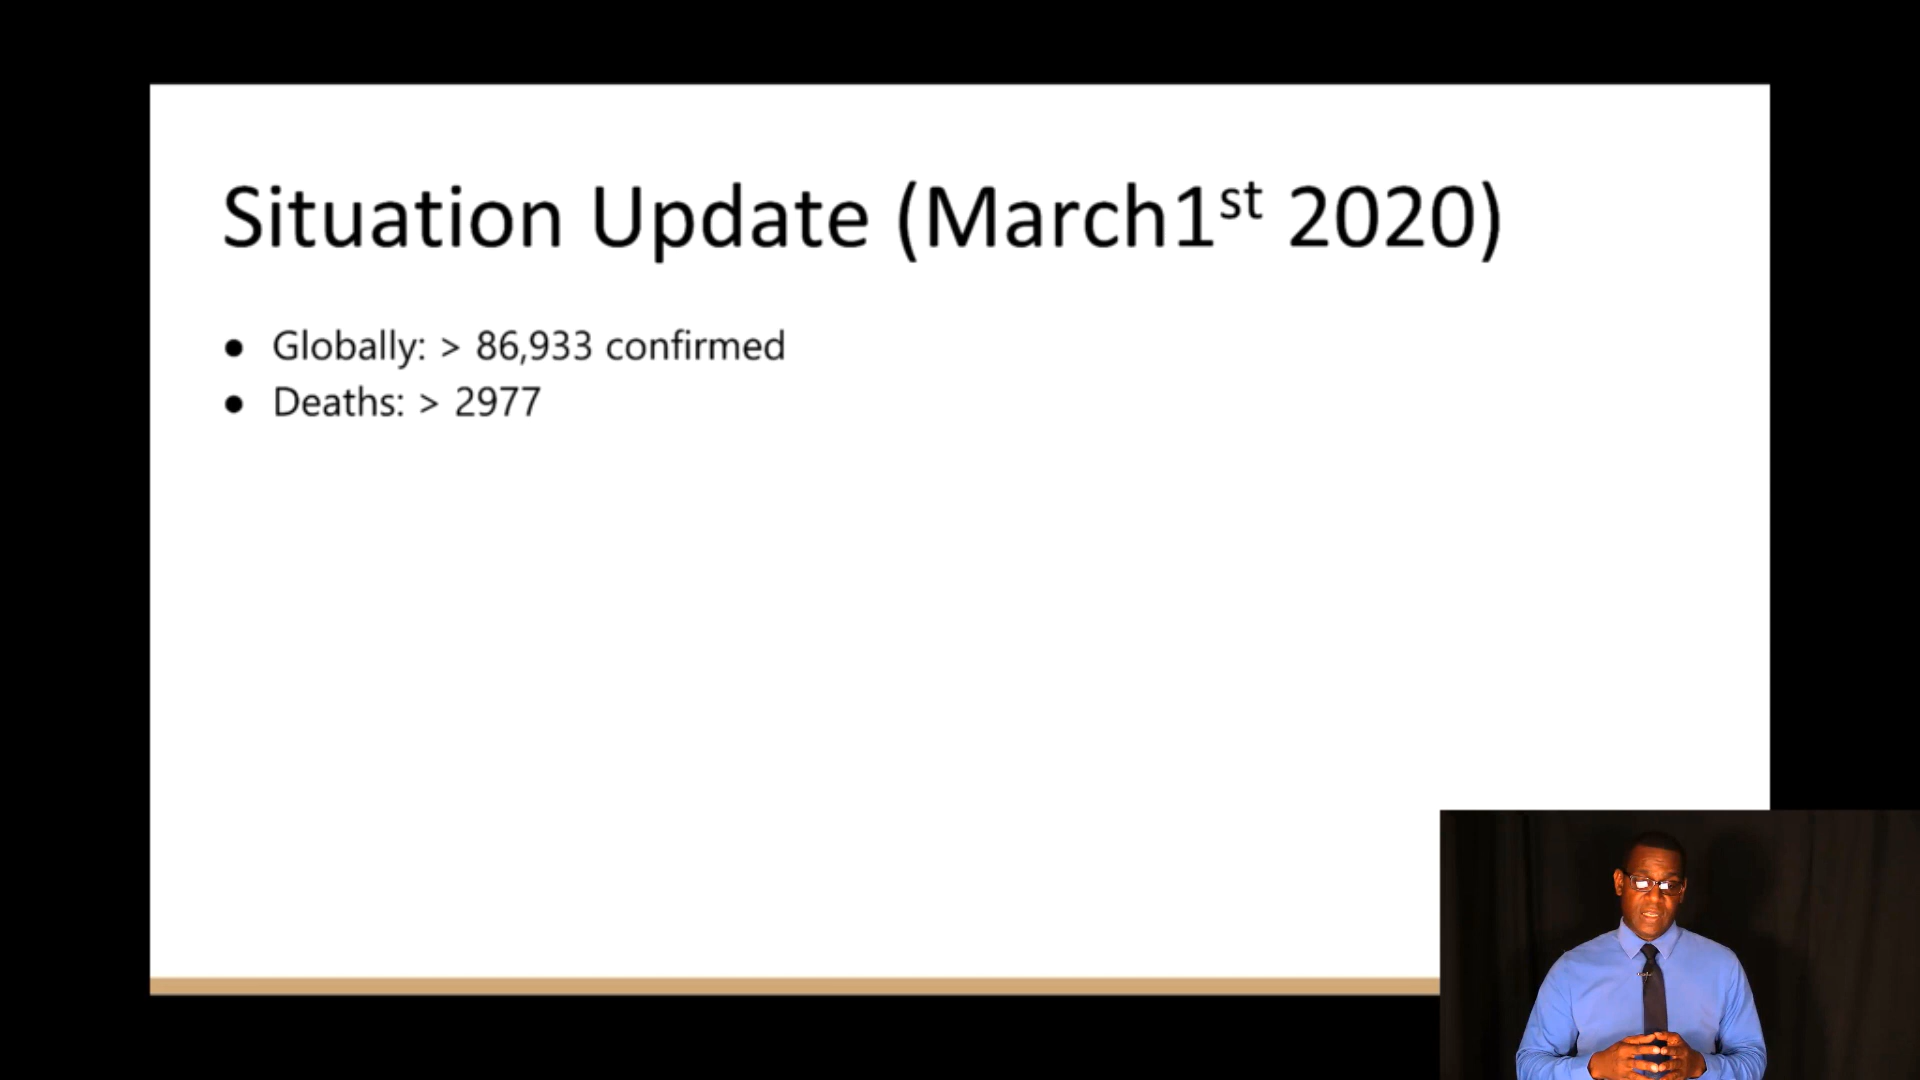 Situation Update (March1st 2020)
● Globally: > 86,933 confirmed
● Deaths: > 2977